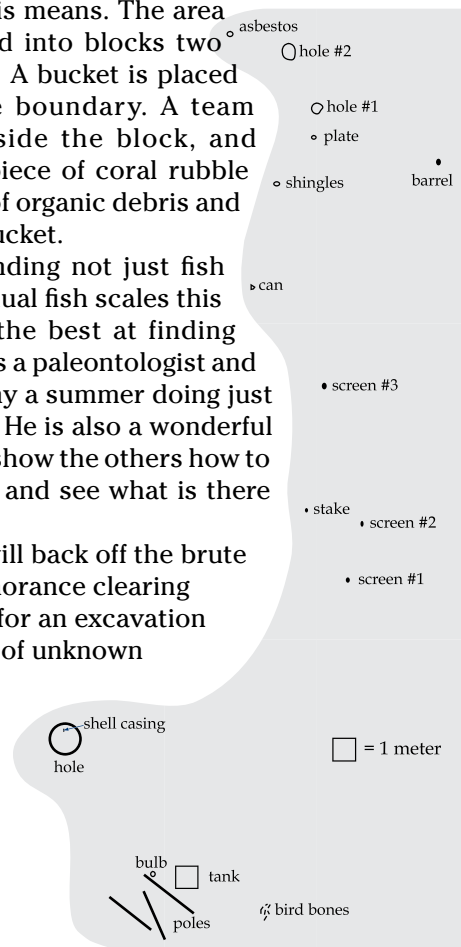 is means. The area
d into blocks two
. A bucket is placed
e boundary. A team
side the block, and
iece of coral rubble
of organic debris and
ucket.
nding not just fish
ual fish scales this
the best at finding
s a paleontologist and
ay a summer doing just
He is also a wonderful
show the others how to
and see what is there
ill back off the brute
norance clearing
for an excavation
of unknown
asbestos
hole #2
hole #1
plate
barrel
shingles
can
screen #3
stake
screen #2
screen #1
shell casing
hole
= 1 meter
bulb
tank
poles
bird bones